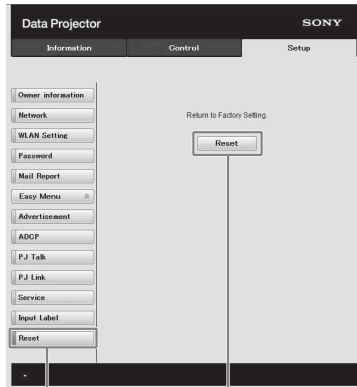 Data Projector
SONY
Information
Control
Setup
Owner information
Network
WLAN Setting
Password
Mail Report
Easy Menu
Advertisement
ADCP
PJ Talk
PJ Link
Service
Input Label
Reset
Return to Factory Setting.
Reset